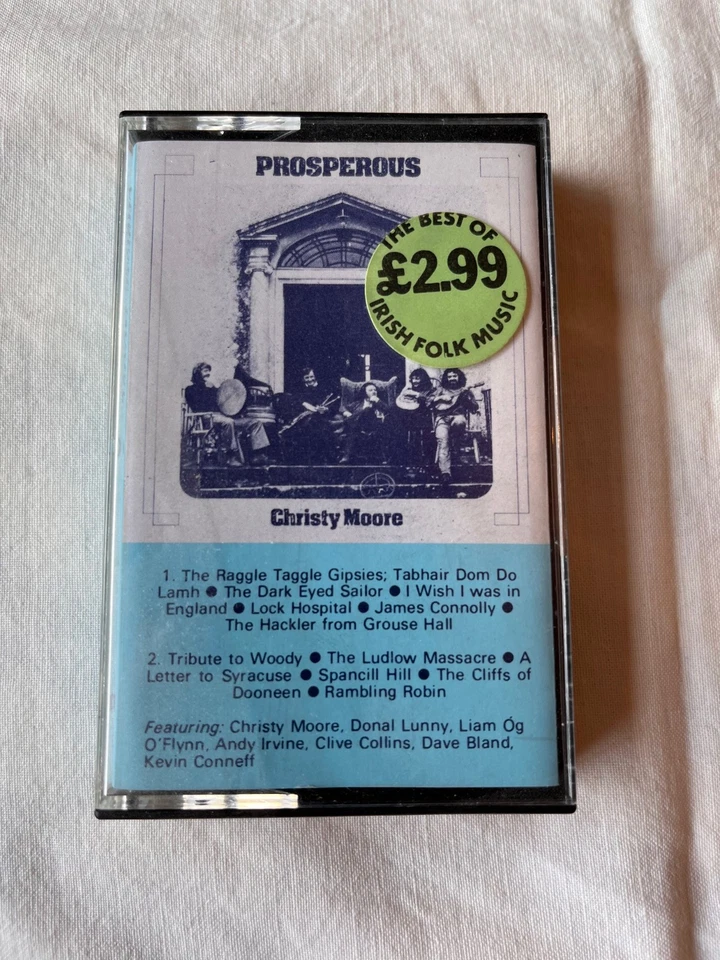 PROSPEROUS
THE BEST OF
£2.99
IRISH FOLK MUSIC
Christy Moore
1. The Raggle Taggle Gipsies; Tabhair Dom Do
Lamh ● The Dark Eyed Sailor ● I Wish I was in
England ● Lock Hospital ● James Connolly ●
The Hackler from Grouse Hall
2. Tribute to Woody ● The Ludlow Massacre ● A
Letter to Syracuse ● Spancill Hill ● The Cliffs of
Dooneen ● Rambling Robin
Featuring: Christy Moore, Donal Lunny, Liam Óg
O'Flynn, Andy Irvine, Clive Collins, Dave Bland,
Kevin Conneff